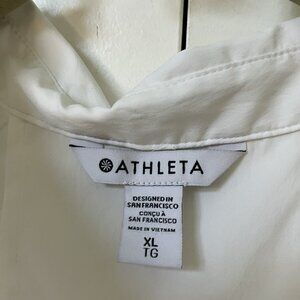 ATHLETA
DESIGNED IN
SAN FRANCISCO
CONÇU À
SAN FRANCISCO
MADE IN VIETNAM
XL
TG